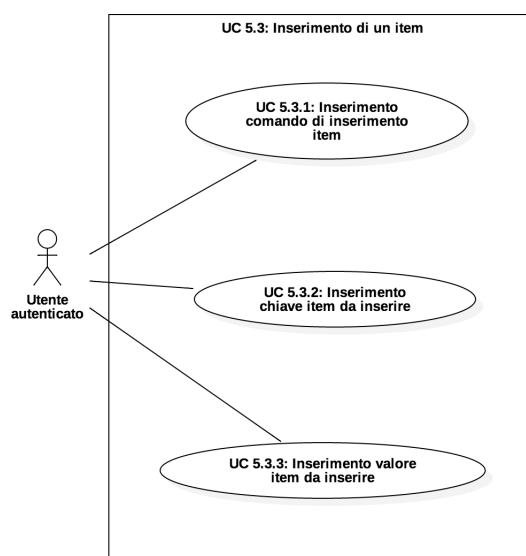 UC 5.3: Inserimento di un item
UC 5.3.1: Inserimento
comando di inserimento
item
Utente
autenticato
UC 5.3.2: Inserimento
chiave item da inserire
UC 5.3.3: Inserimento valore
item da inserire